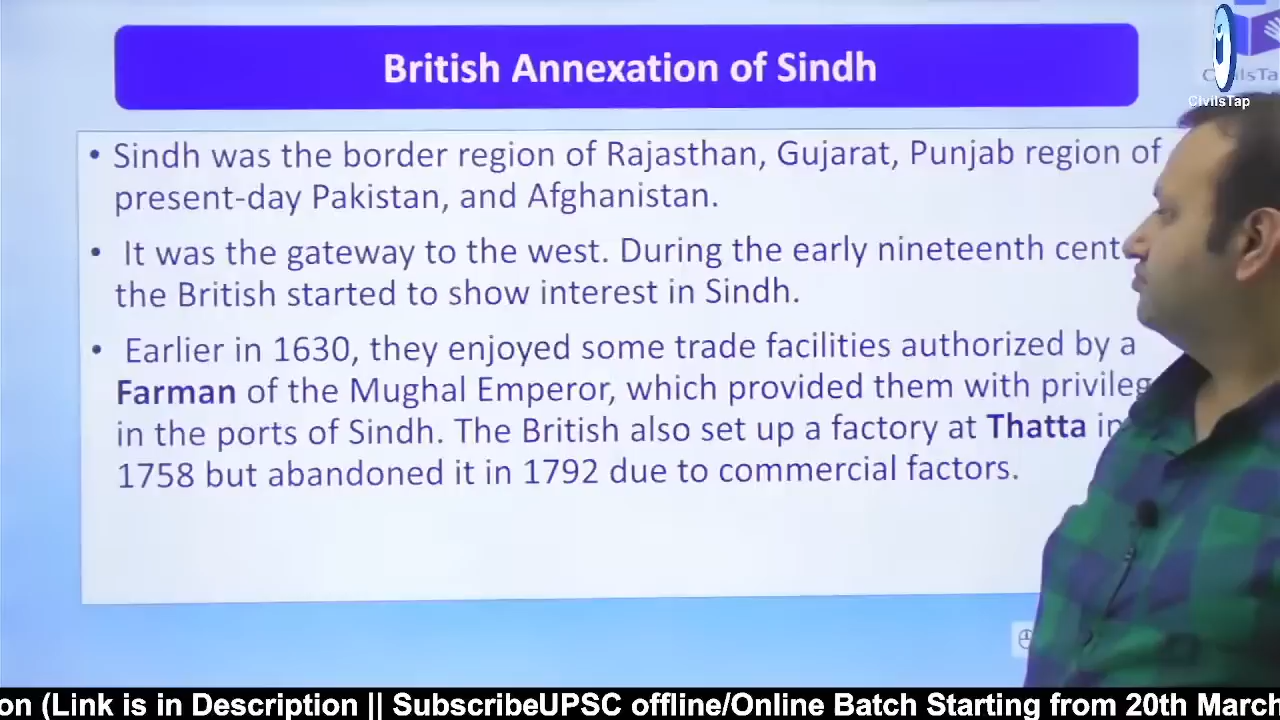 British Annexation of Sindh
CivilsTap
• Sindh was the border region of Rajasthan, Gujarat, Punjab region of
present-day Pakistan, and Afghanistan.
• It was the gateway to the west. During the early nineteenth
the British started to show interest in Sindh.
• Earlier in 1630, they enjoyed some trade facilities authorized by a
Farman of the Mughal Emperor, which provided them with
in the ports of Sindh. The British also set up a factory at Thatta in
1758 but abandoned it in 1792 due to commercial factors.
on (Link is in Description || SubscribeUPSC offline/Online Batch Starting from 20th March